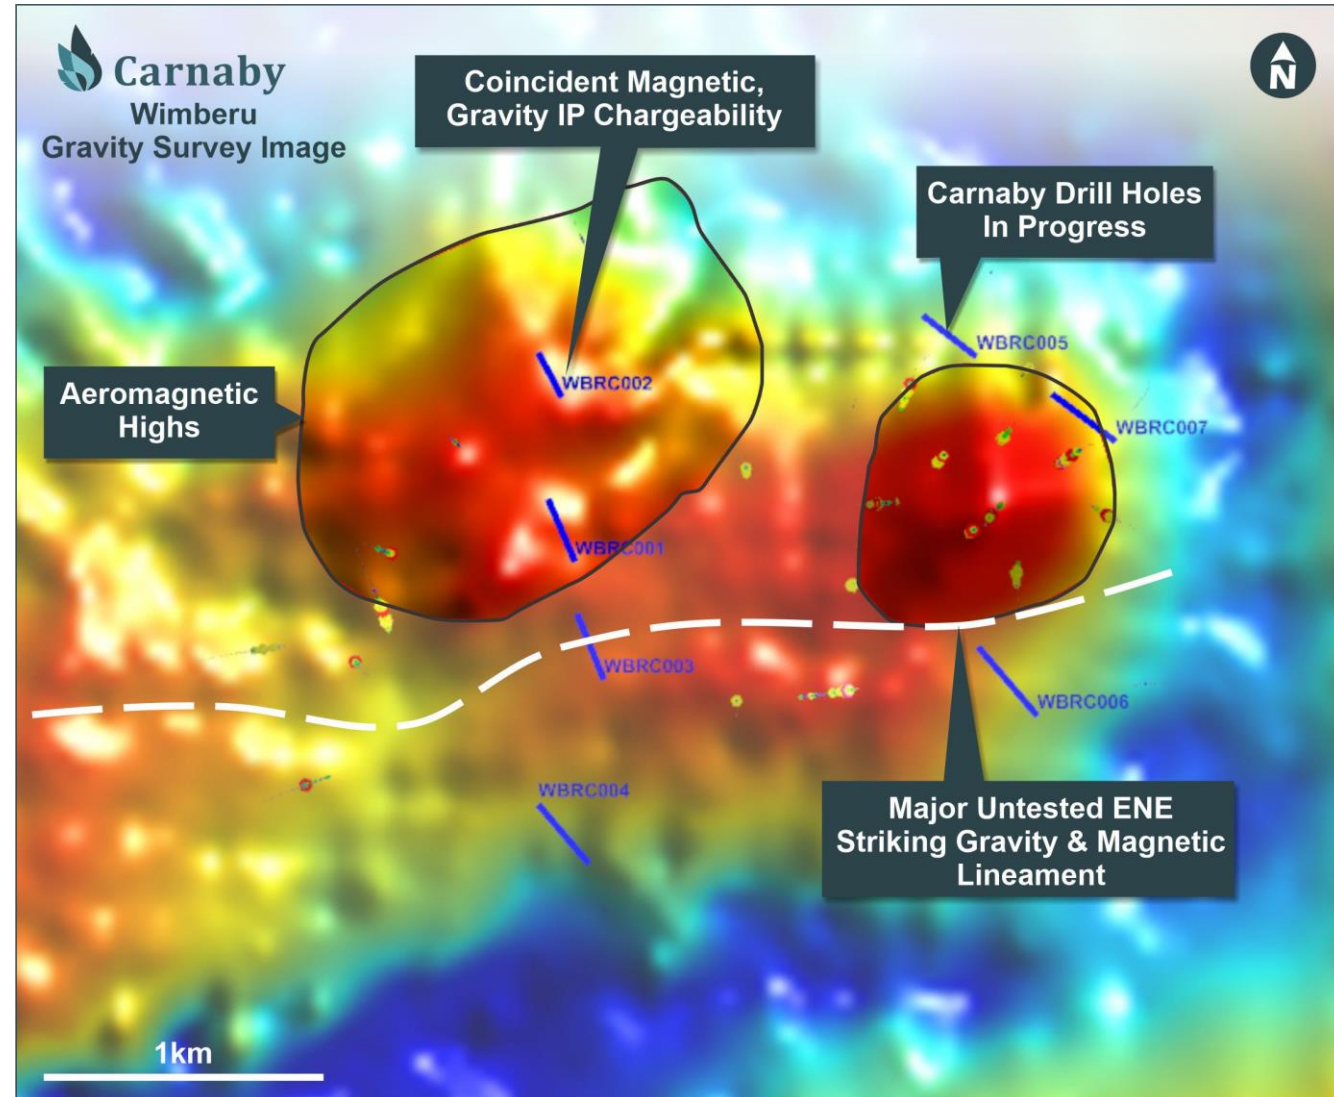 Carnaby
Wimberu
Gravity Survey Image
Coincident Magnetic,
Gravity IP Chargeability
N
Carnaby Drill Holes
In Progress
WBRC005
WBRC002
Aeromagnetic
Highs
WBRC007
WBRC001
WBRC003
WBRC006
WBRC004
Major Untested ENE
Striking Gravity & Magnetic
Lineament
1km